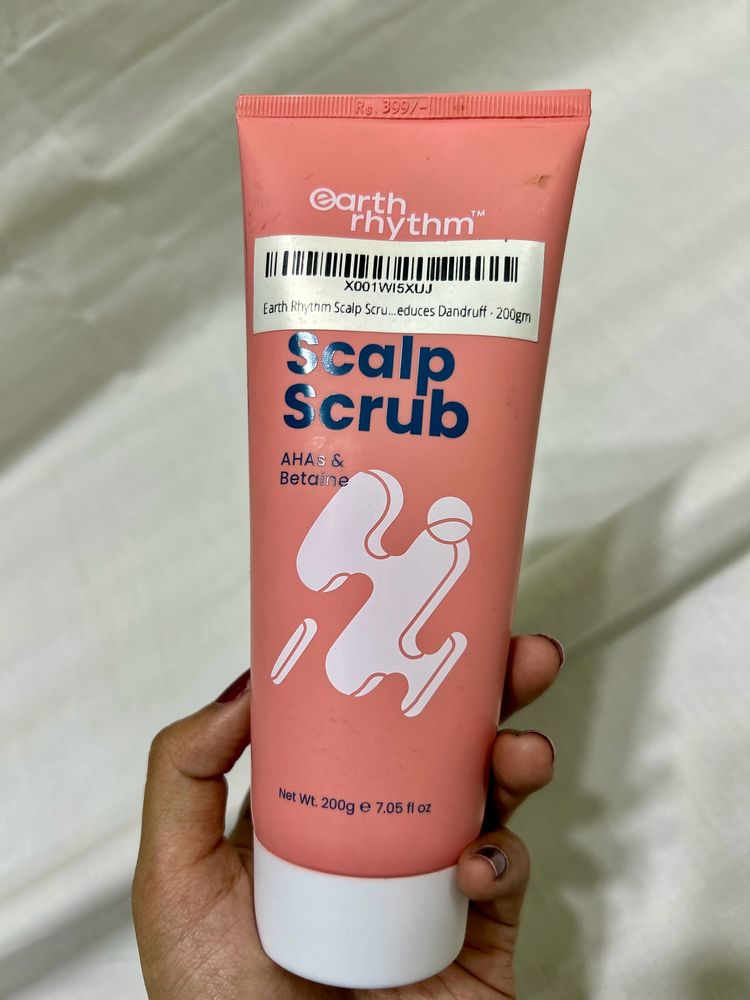 Rs. 399/-
earth
rhythm™
X001WI5XUJ
Earth Rhythm Scalp Scru...educes Dandruff - 200gm
Scalp
Scrub
AHAs &
Betaine
Net Wt. 200g e 7.05 fl oz